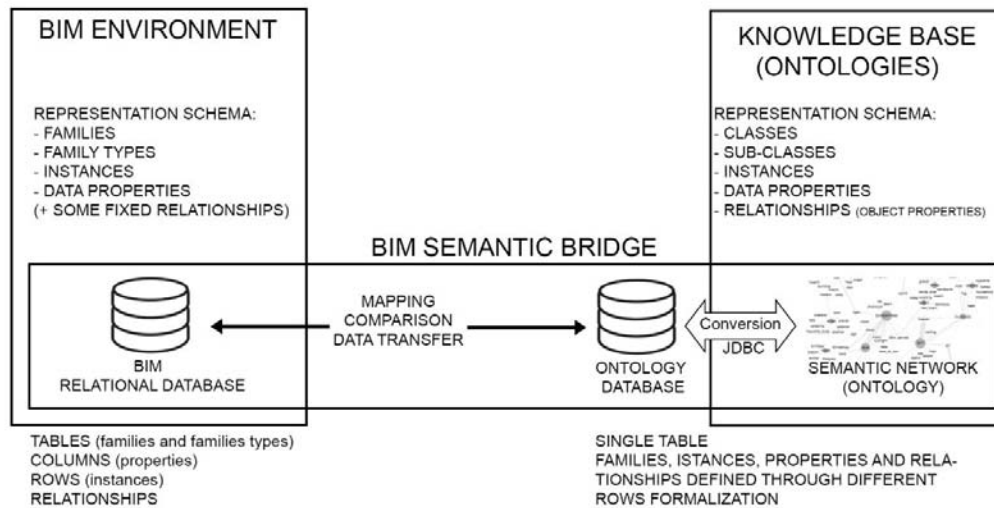 BIM ENVIRONMENT
REPRESENTATION SCHEMA:
- FAMILIES
- FAMILY TYPES
- INSTANCES
- DATA PROPERTIES
(+ SOME FIXED RELATIONSHIPS)
KNOWLEDGE BASE
(ONTOLOGIES)
REPRESENTATION SCHEMA:
- CLASSES
- SUB-CLASSES
- INSTANCES
- DATA PROPERTIES
- RELATIONSHIPS (OBJECT PROPERTIES)
BIM SEMANTIC BRIDGE
BIM
RELATIONAL DATABASE
MAPPING
COMPARISON
DATA TRANSFER
ONTOLOGY
DATABASE
Conversion
JDBC
SEMANTIC NETWORK
(ONTOLOGY)
TABLES (families and families types)
COLUMNS (properties)
ROWS (instances)
RELATIONSHIPS
SINGLE TABLE
FAMILIES, ISTANCES, PROPERTIES AND RELA-
TIONSHIPS DEFINED THROUGH DIFFERENT
ROWS FORMALIZATION